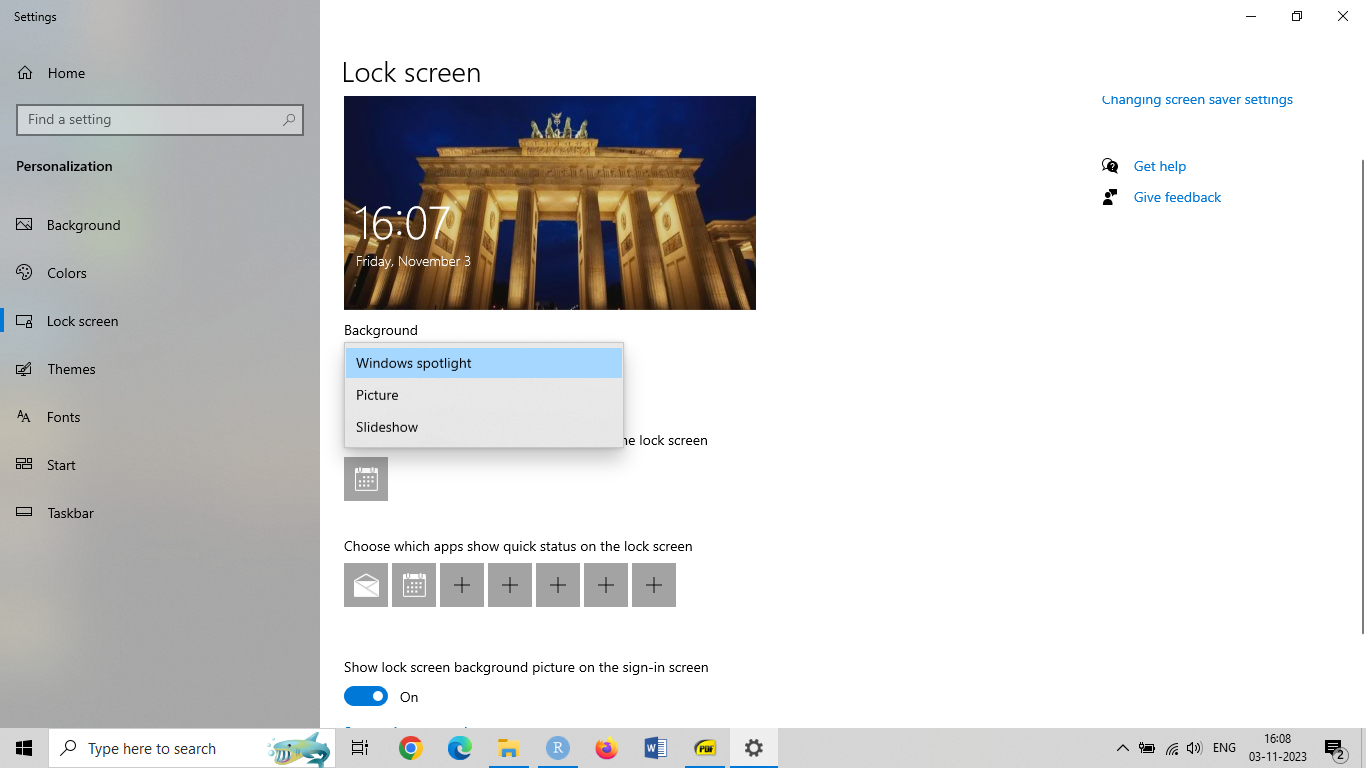 Settings
Home
Find a setting
Personalization
Background
Colors
Lock screen
Themes
Fonts
Start
Taskbar
Lock screen
16:07
Friday, November 3
Background
Windows spotlight
Picture
Slideshow
lock screen
Choose which apps show quick status on the lock screen
Show lock screen background picture on the sign-in screen
On
Changing screen saver settings
Get help
Give feedback
Type here to search
R
W
PDF
ENG
16:08
03-11-2023
2